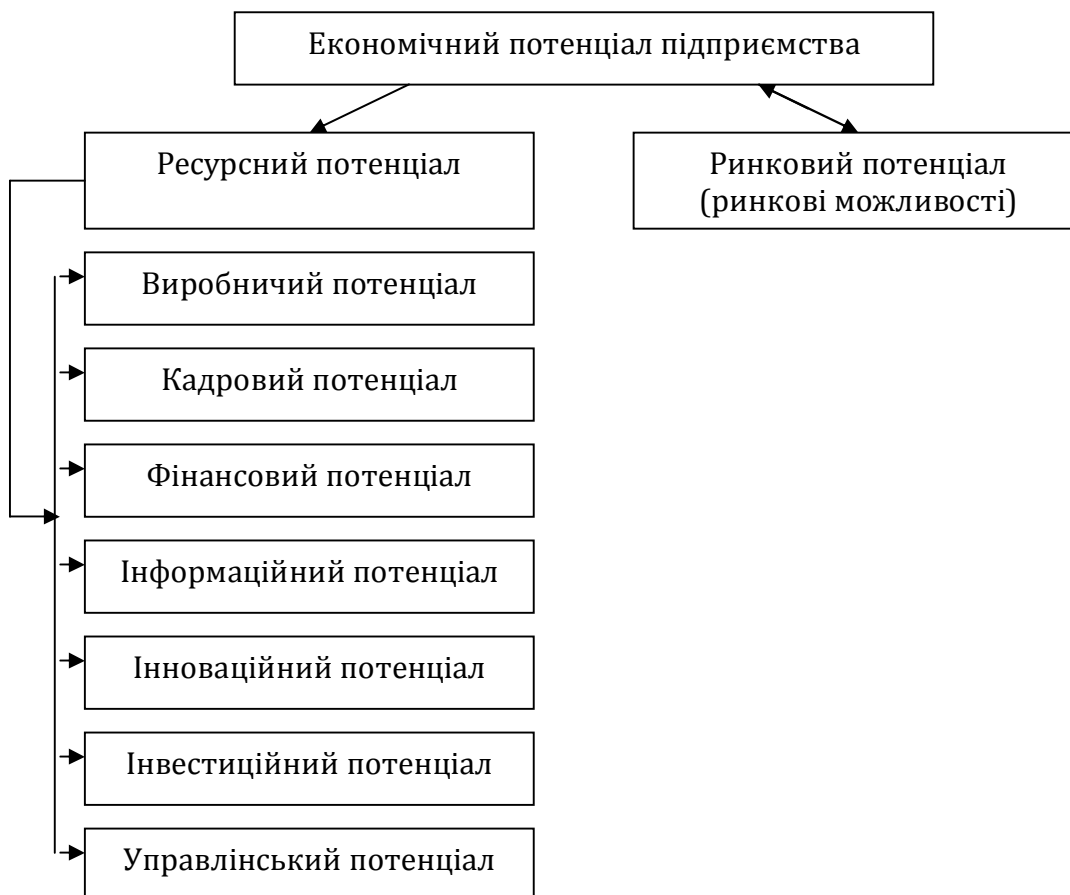 Економічний потенціал підприємства
Ресурсний потенціал
Ринковий потенціал
(ринкові можливості)
Виробничий потенціал
Кадровий потенціал
Фінансовий потенціал
Інформаційний потенціал
Інноваційний потенціал
Інвестиційний потенціал
Управлінський потенціал